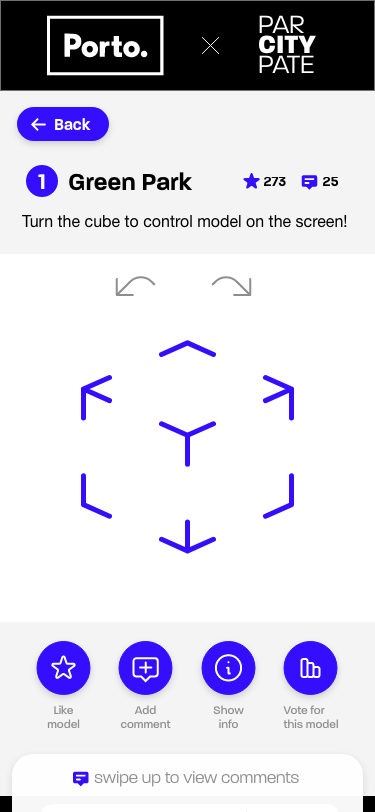 Porto.
PAR
CITY
PATE
Back
1 Green Park 273 25
Turn the cube to control model on the screen!
Like
model
Add
comment
Show
info
Vote for
this model
swipe up to view comments